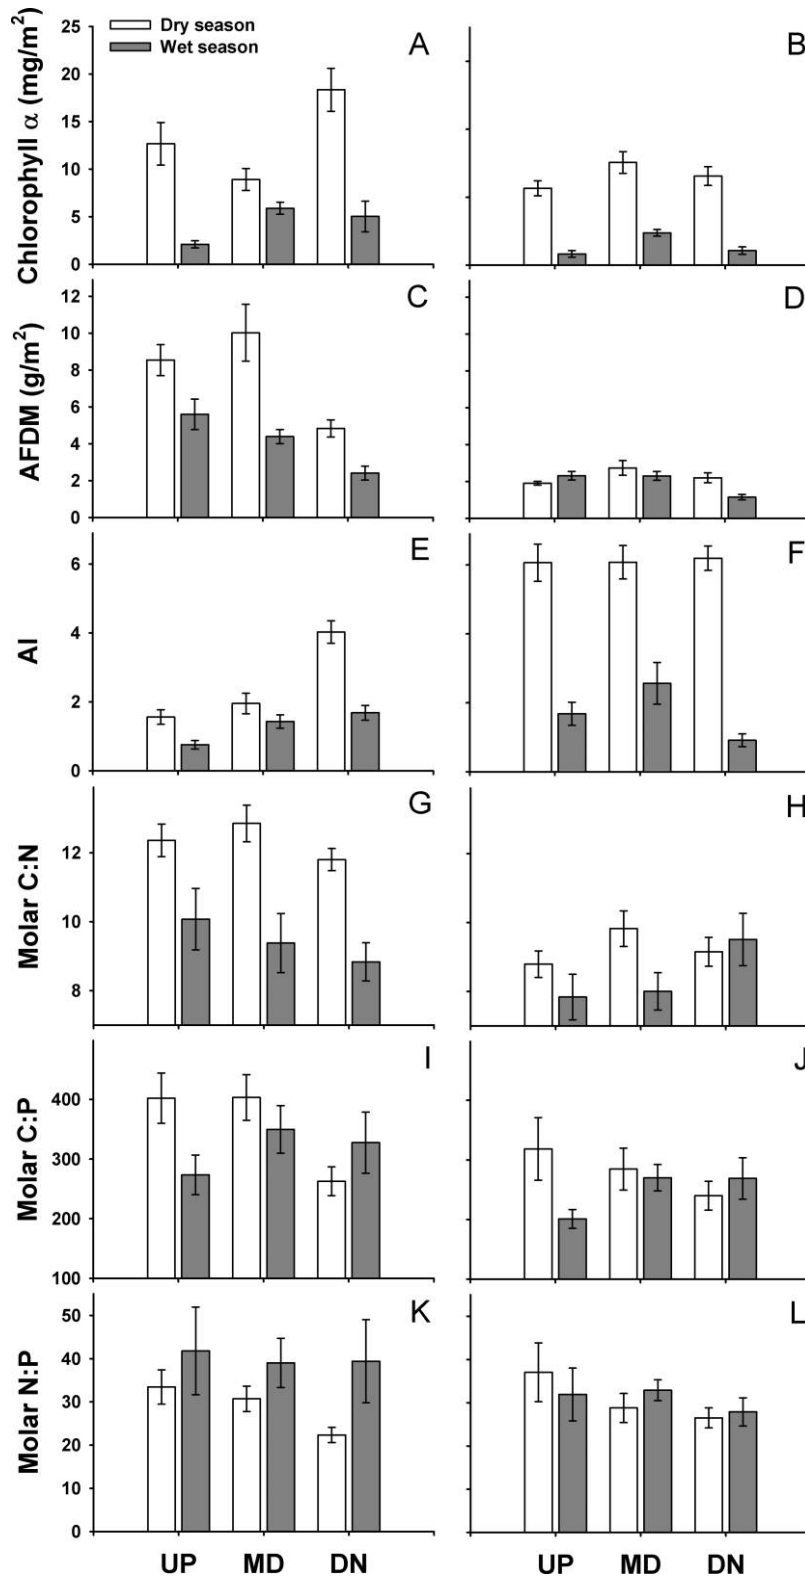 Dry season
Wet season
Chlorophyll α (mg/m²)
25
20
15
10
5
0
A
B
AFDM (g/m²)
12
10
8
6
4
2
0
C
D
AI
6
4
2
0
E
F
Molar C:N
12
10
8
G
H
Molar C:P
400
300
200
100
I
J
Molar N:P
50
40
30
20
10
0
K
L
UP MD DN
UP MD DN